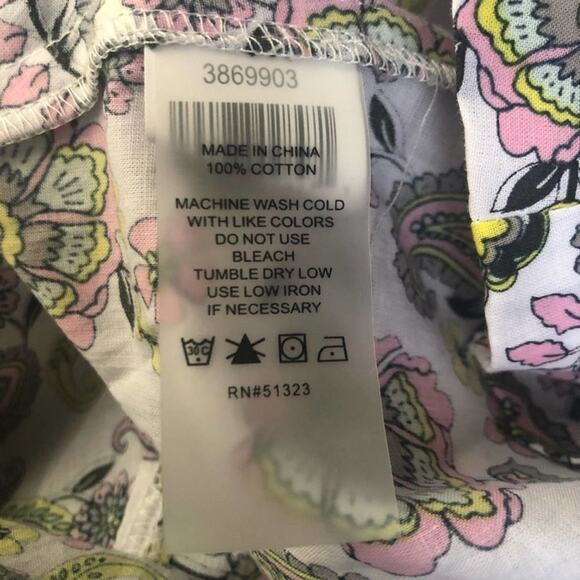 3869903
MADE IN CHINA
100% COTTON
MACHINE WASH COLD
WITH LIKE COLORS
DO NOT USE
BLEACH
TUMBLE DRY LOW
USE LOW IRON
IF NECESSARY
30C
RN#51323